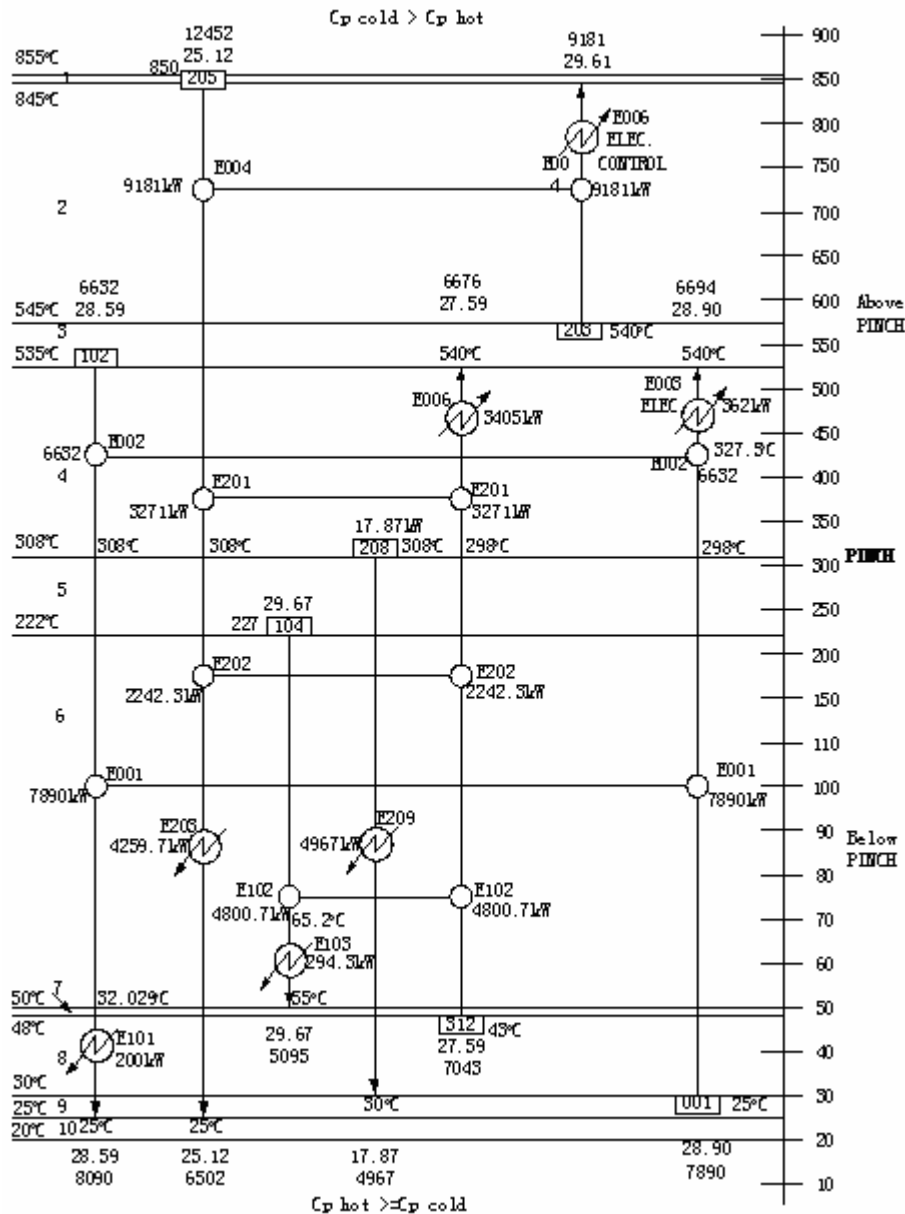 Cp cold > Cp hot
12452
25.12
9181
29.61
900
855℃
850
205
1
850
845℃
E006
ELEC.
CONTROL
800
E004
E00
4
750
9181kW
9181kW
2
700
650
6632
28.59
6676
27.59
6694
28.90
600
Above
PINCH
545℃
203
540℃
3
550
535℃
102
540℃
540℃
E006
E003
ELEC
500
3405kW
362kW
450
6632
E002
E002
327.3℃
6632
4
400
E201
E201
3271kW
3271kW
350
17.87kW
308℃
308℃
308℃
208
308℃
298℃
298℃
300
PINCH
5
29.67
250
222℃
227
104
200
E202
E202
2242.3kW
2242.3kW
150
6
110
E001
E001
100
7890kW
7890kW
E203
E209
90
4259.7kW
4967kW
Below
PINCH
80
E102
E102
4800.7kW
4800.7kW
65.2℃
70
E103
294.3kW
60
7
50℃
32.029℃
55℃
50
48℃
312
43℃
E101
200kW
29.67
5095
27.59
7043
8
40
30℃
30℃
30
25℃
9
001
25℃
20℃
10
25℃
25℃
20
28.59
8090
25.12
6502
17.87
4967
28.90
7890
10
Cp hot >=Cp cold